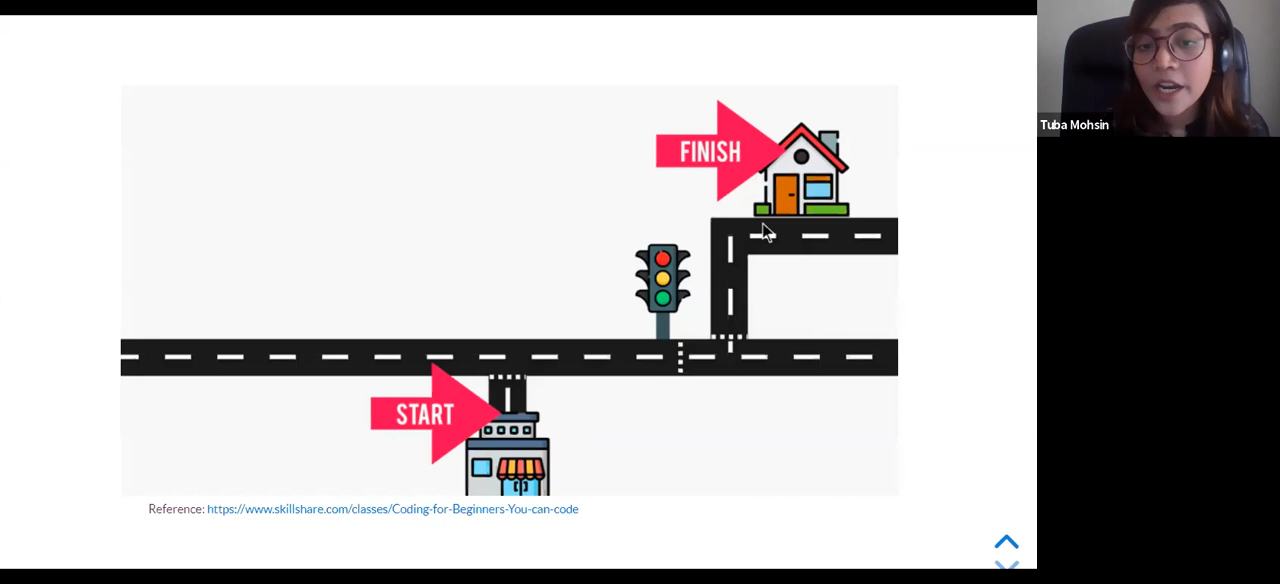 Tuba Mohsin
FINISH
START
Reference: https://www.skillshare.com/classes/Coding-for-Beginners-You-can-code